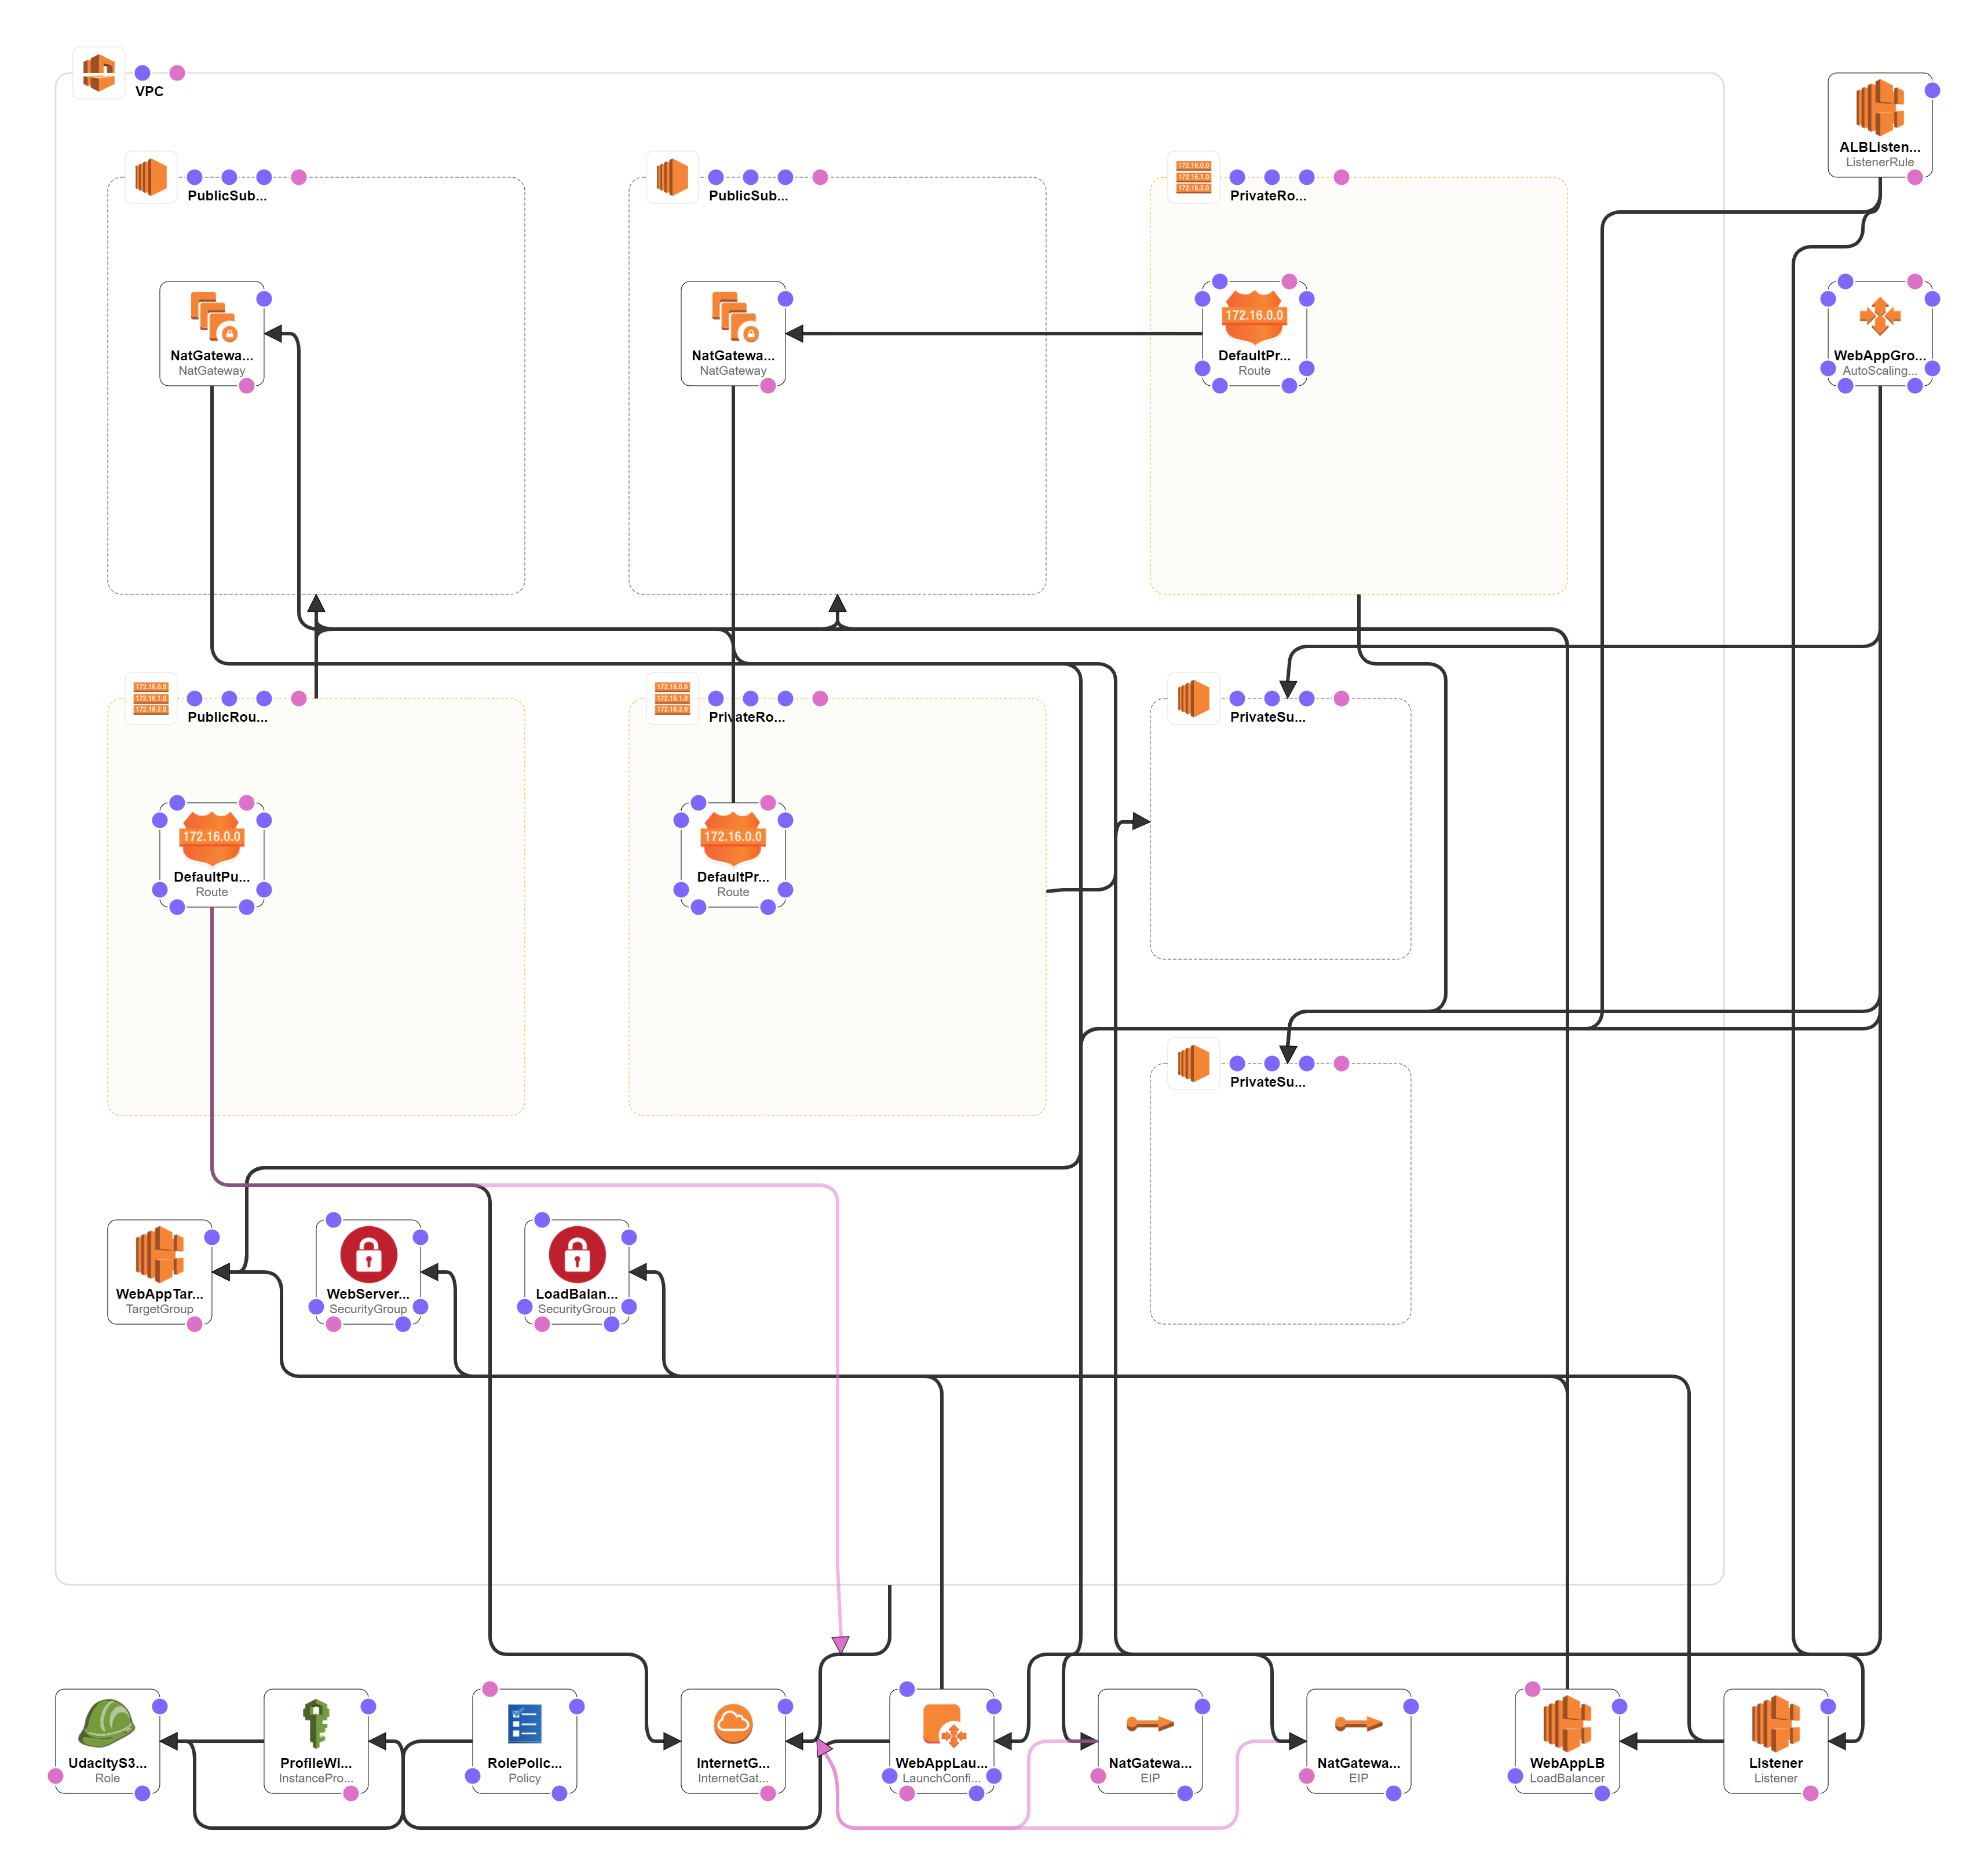 VPC
ALBListen...
ListenerRule
PublicSub...
PublicSub...
172.16.0.0
172.16.1.0
172.16.2.0
PrivateRo...
NatGatewa...
NatGateway
NatGatewa...
NatGateway
172.16.0.0
DefaultPr...
Route
WebAppGro...
AutoScaling...
172.16.0.0
172.16.1.0
172.16.2.0
PublicRou...
172.16.0.0
172.16.1.0
172.16.2.0
PrivateRo...
PrivateSu...
172.16.0.0
DefaultPu...
Route
172.16.0.0
DefaultPr...
Route
PrivateSu...
WebAppTar...
TargetGroup
WebServer...
SecurityGroup
LoadBalan...
SecurityGroup
UdacityS3...
Role
ProfileWi...
InstancePro...
RolePolic...
Policy
InternetG...
InternetGat...
WebAppLau...
LaunchConfi...
NatGatewa...
EIP
NatGatewa...
EIP
WebAppLB
LoadBalancer
Listener
Listener